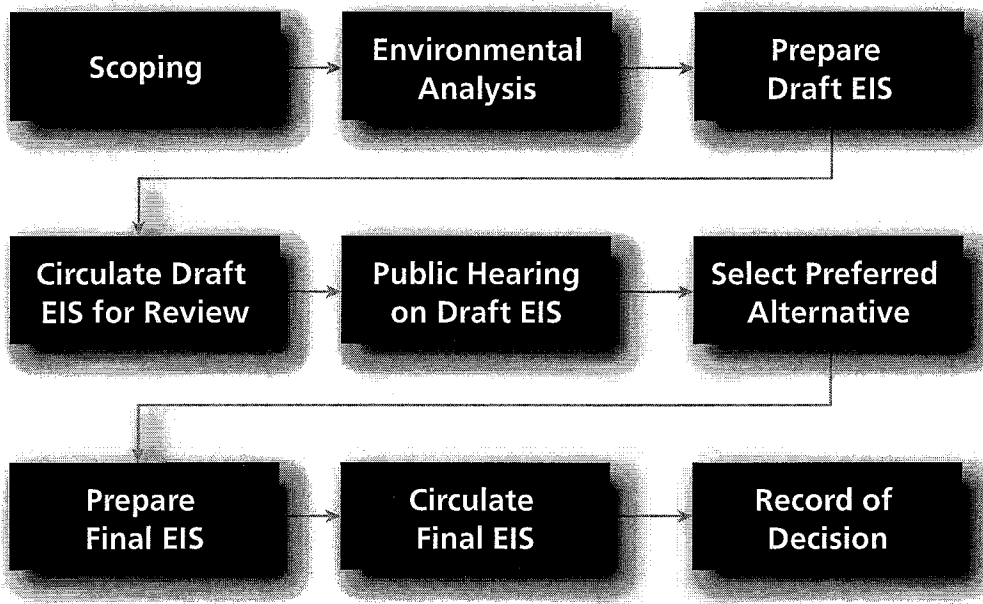 Scoping
Environmental
Analysis
Prepare
Draft EIS
Circulate Draft
EIS for Review
Public Hearing
on Draft EIS
Select Preferred
Alternative
Prepare
Final EIS
Circulate
Final EIS
Record of
Decision